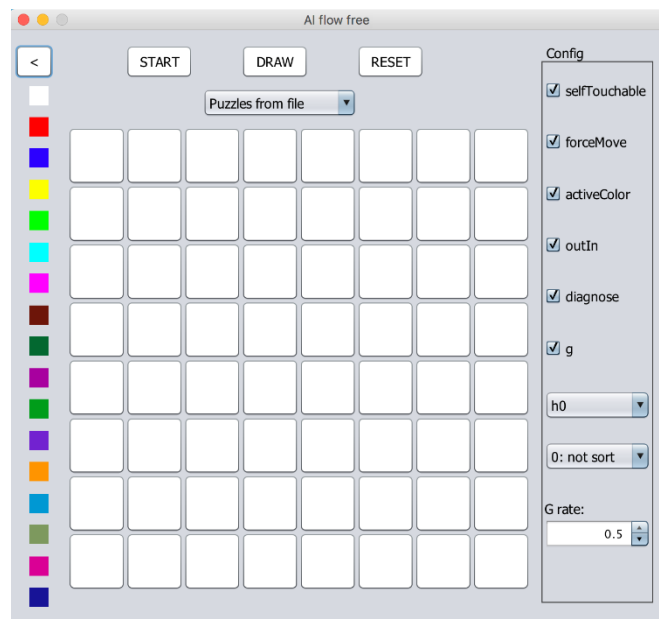 AI flow free
<
START
DRAW
RESET
Puzzles from file
Config
selfTouchable
forceMove
activeColor
outIn
diagnose
g
h0
0: not sort
G rate:
0.5